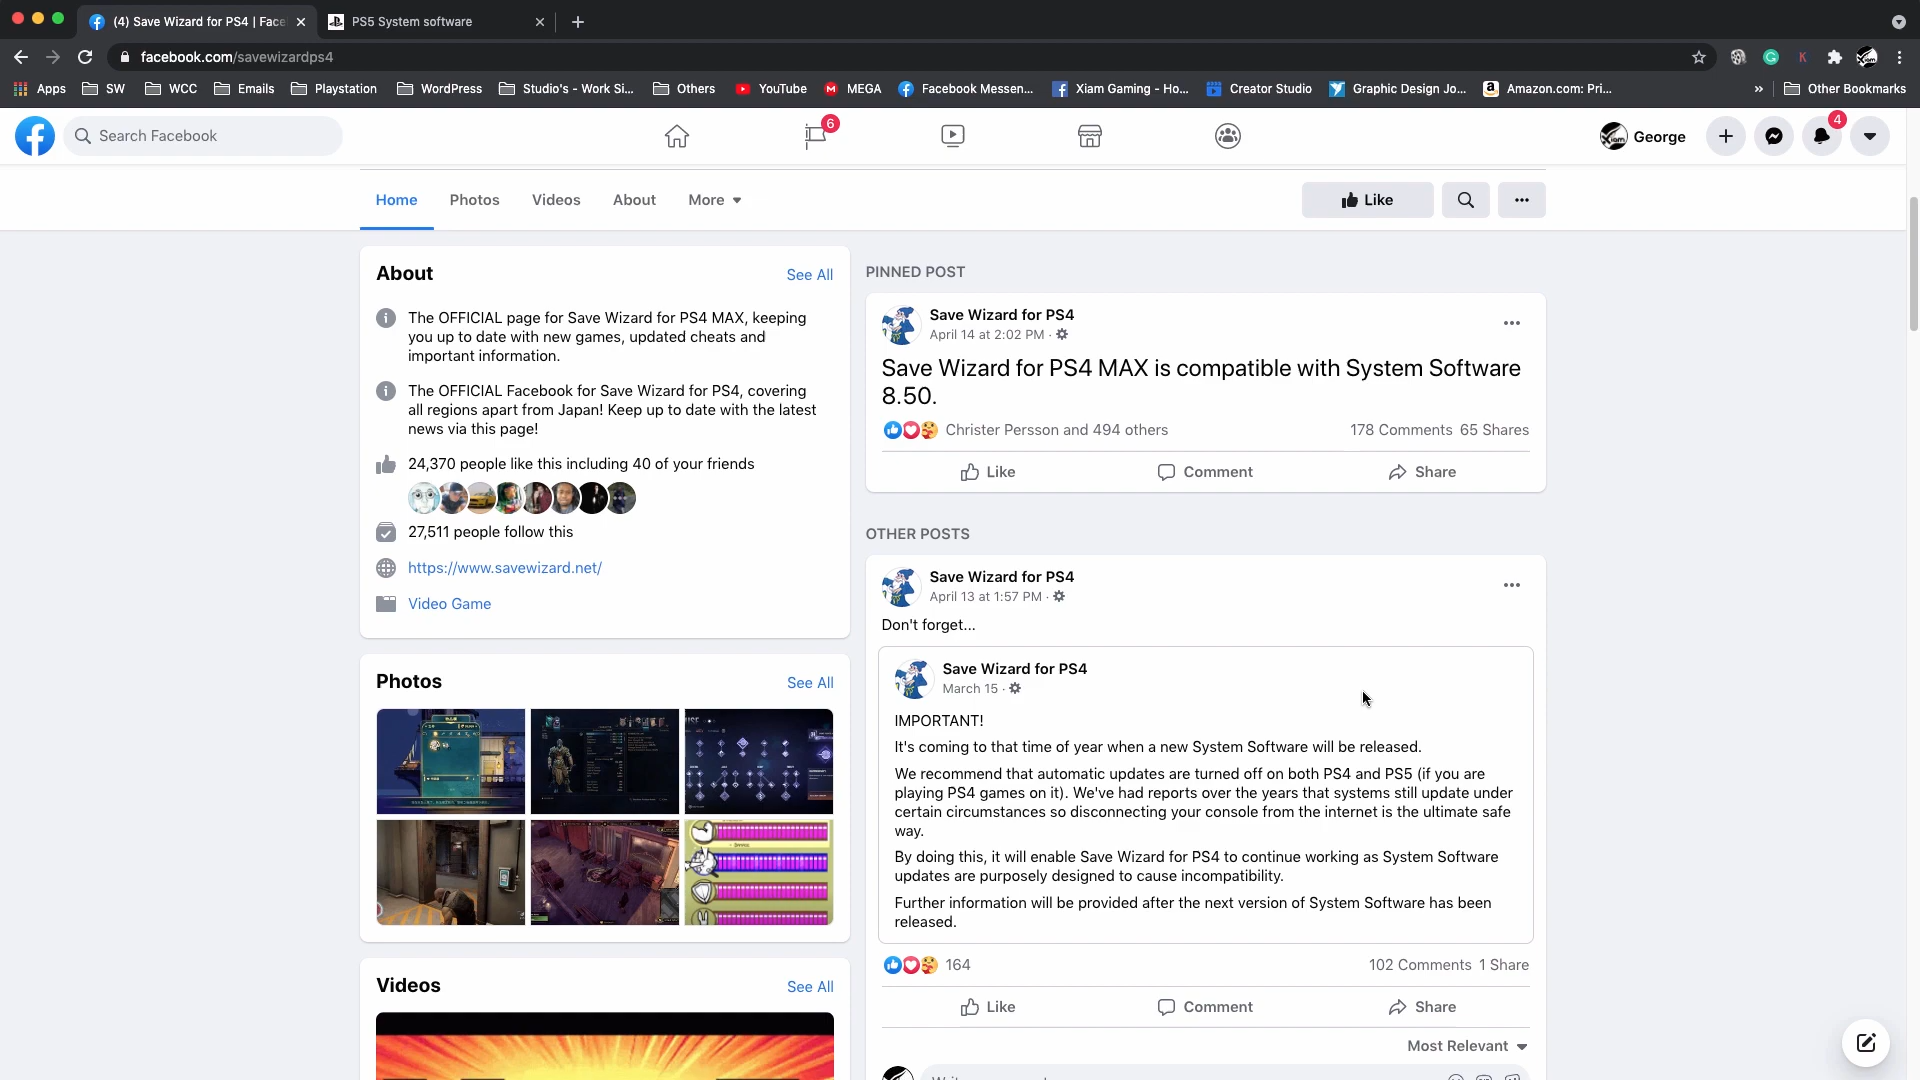 (4) Save Wizard for PS4 | Face
PS5 System software
facebook.com/savewizardps4
Apps
SW
WCC
Emails
Playstation
WordPress
Studio's - Work Si...
Others
YouTube
MEGA
Facebook Messen...
Xiam Gaming - Ho...
Creator Studio
Graphic Design Jo...
Amazon.com: Pri...
»
Other Bookmarks
Search Facebook
6
George
4
Home
Photos
Videos
About
More
Like
About
See All
The OFFICIAL page for Save Wizard for PS4 MAX, keeping
you up to date with new games, updated cheats and
important information.
The OFFICIAL Facebook for Save Wizard for PS4, covering
all regions apart from Japan! Keep up to date with the latest
news via this page!
24,370 people like this including 40 of your friends
27,511 people follow this
https://www.savewizard.net/
Video Game
Photos
See All
Videos
See All
PINNED POST
Save Wizard for PS4
April 14 at 2:02 PM ·
Save Wizard for PS4 MAX is compatible with System Software
8.50.
Christer Persson and 494 others
178 Comments 65 Shares
Like
Comment
Share
OTHER POSTS
Save Wizard for PS4
April 13 at 1:57 PM ·
Don't forget...
Save Wizard for PS4
March 15 ·
IMPORTANT!
It's coming to that time of year when a new System Software will be released.
We recommend that automatic updates are turned off on both PS4 and PS5 (if you are
playing PS4 games on it). We've had reports over the years that systems still update under
certain circumstances so disconnecting your console from the internet is the ultimate safe
way.
By doing this, it will enable Save Wizard for PS4 to continue working as System Software
updates are purposely designed to cause incompatibility.
Further information will be provided after the next version of System Software has been
released.
164
102 Comments 1 Share
Like
Comment
Share
Most Relevant